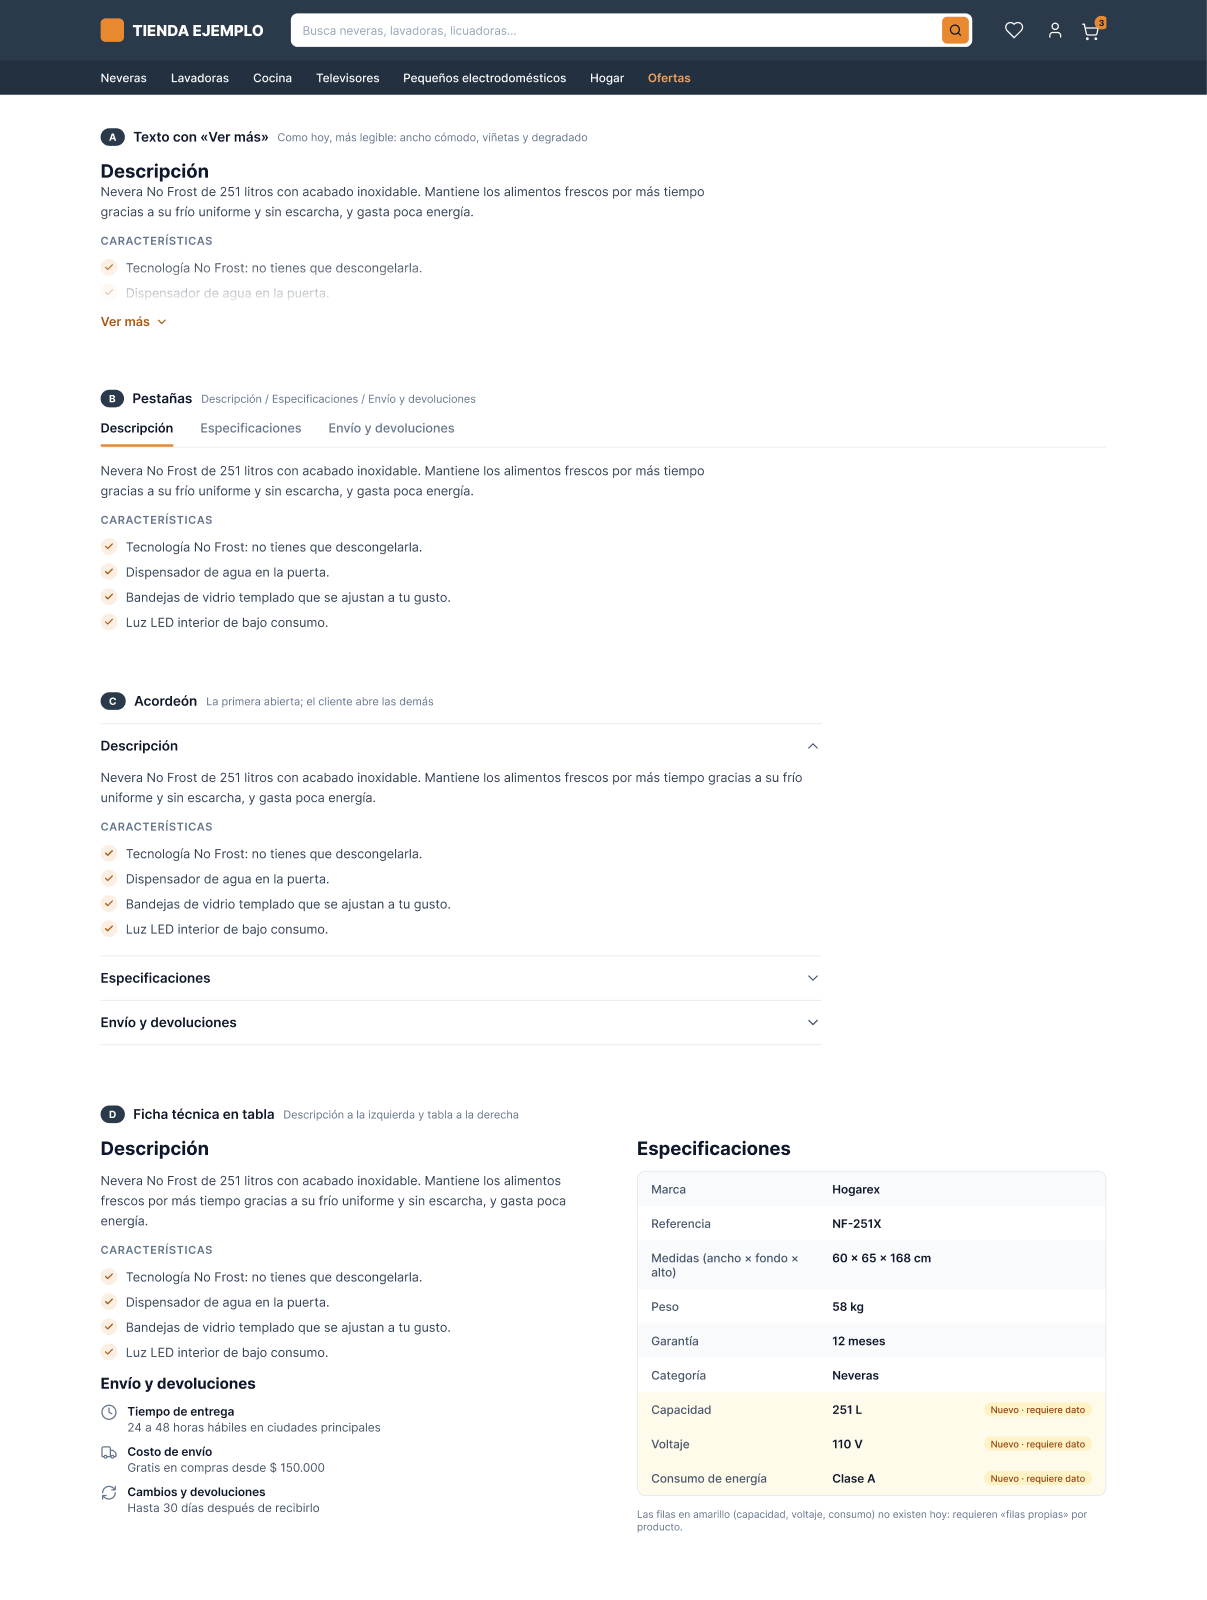 TIENDA EJEMPLO
Busca neveras, lavadoras, licuadoras...
3
Neveras Lavadoras Cocina Televisores Pequeños electrodomésticos Hogar Ofertas
A Texto con «Ver más» Como hoy, más legible: ancho cómodo, viñetas y degradado
Descripción
Nevera No Frost de 251 litros con acabado inoxidable. Mantiene los alimentos frescos por más tiempo
gracias a su frío uniforme y sin escarcha, y gasta poca energía.
CARACTERÍSTICAS
Tecnología No Frost: no tienes que descongelarla.
Dispensador de agua en la puerta.
Ver más
B Pestañas Descripción / Especificaciones / Envío y devoluciones
Descripción Especificaciones Envío y devoluciones
Nevera No Frost de 251 litros con acabado inoxidable. Mantiene los alimentos frescos por más tiempo
gracias a su frío uniforme y sin escarcha, y gasta poca energía.
CARACTERÍSTICAS
Tecnología No Frost: no tienes que descongelarla.
Dispensador de agua en la puerta.
Bandejas de vidrio templado que se ajustan a tu gusto.
Luz LED interior de bajo consumo.
C Acordeón La primera abierta; el cliente abre las demás
Descripción
Nevera No Frost de 251 litros con acabado inoxidable. Mantiene los alimentos frescos por más tiempo gracias a su frío
uniforme y sin escarcha, y gasta poca energía.
CARACTERÍSTICAS
Tecnología No Frost: no tienes que descongelarla.
Dispensador de agua en la puerta.
Bandejas de vidrio templado que se ajustan a tu gusto.
Luz LED interior de bajo consumo.
Especificaciones
Envío y devoluciones
D Ficha técnica en tabla Descripción a la izquierda y tabla a la derecha
Descripción
Nevera No Frost de 251 litros con acabado inoxidable. Mantiene los alimentos
frescos por más tiempo gracias a su frío uniforme y sin escarcha, y gasta poca
energía.
CARACTERÍSTICAS
Tecnología No Frost: no tienes que descongelarla.
Dispensador de agua en la puerta.
Bandejas de vidrio templado que se ajustan a tu gusto.
Luz LED interior de bajo consumo.
Envío y devoluciones
Tiempo de entrega
24 a 48 horas hábiles en ciudades principales
Costo de envío
Gratis en compras desde $ 150.000
Cambios y devoluciones
Hasta 30 días después de recibirlo
Especificaciones
Marca Hogarex
Referencia NF-251X
Medidas (ancho × fondo × 60 × 65 × 168 cm
alto)
Peso 58 kg
Garantía 12 meses
Categoría Neveras
Capacidad 251 L Nuevo · requiere dato
Voltaje 110 V Nuevo · requiere dato
Consumo de energía Clase A Nuevo · requiere dato
Las filas en amarillo (capacidad, voltaje, consumo) no existen hoy: requieren «filas propias» por
producto.